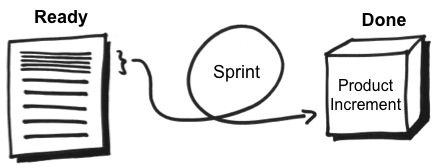 Ready
Done
Sprint
Product
Increment